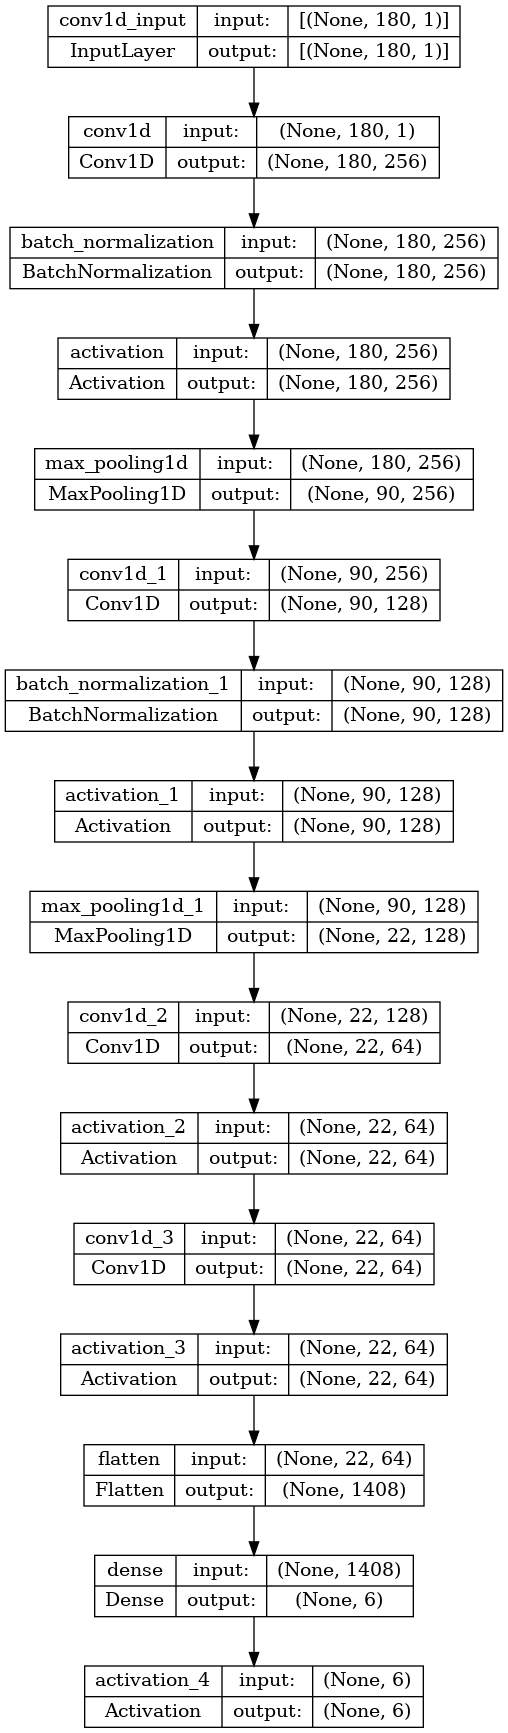 conv1d_input input: [(None, 180, 1)]
InputLayer output: [(None, 180, 1)]
conv1d input: (None, 180, 1)
Conv1D output: (None, 180, 256)
batch_normalization input: (None, 180, 256)
BatchNormalization output: (None, 180, 256)
activation input: (None, 180, 256)
Activation output: (None, 180, 256)
max_pooling1d input: (None, 180, 256)
MaxPooling1D output: (None, 90, 256)
conv1d_1 input: (None, 90, 256)
Conv1D output: (None, 90, 128)
batch_normalization_1 input: (None, 90, 128)
BatchNormalization output: (None, 90, 128)
activation_1 input: (None, 90, 128)
Activation output: (None, 90, 128)
max_pooling1d_1 input: (None, 90, 128)
MaxPooling1D output: (None, 22, 128)
conv1d_2 input: (None, 22, 128)
Conv1D output: (None, 22, 64)
activation_2 input: (None, 22, 64)
Activation output: (None, 22, 64)
conv1d_3 input: (None, 22, 64)
Conv1D output: (None, 22, 64)
activation_3 input: (None, 22, 64)
Activation output: (None, 22, 64)
flatten input: (None, 22, 64)
Flatten output: (None, 1408)
dense input: (None, 1408)
Dense output: (None, 6)
activation_4 input: (None, 6)
Activation output: (None, 6)